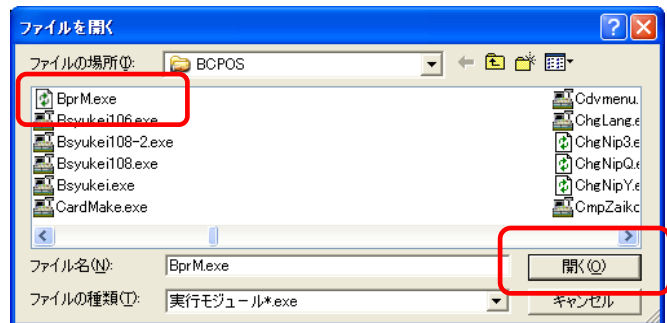 ファイルを開く
ファイルの場所(I):
BCPOS
BprM.exe
Bsyukei106.exe
Bsyukei108-2.exe
Bsyukei108.exe
Bsyukei.exe
CardMake.exe
Cdvmenu.
ChgLang.e
ChgNip3.e
ChgNipQ.e
ChgNipY.e
CmpZaikc
ファイル名(N):
BprM.exe
開く(O)
ファイルの種類(T):
実行モジュール*.exe
キャンセル